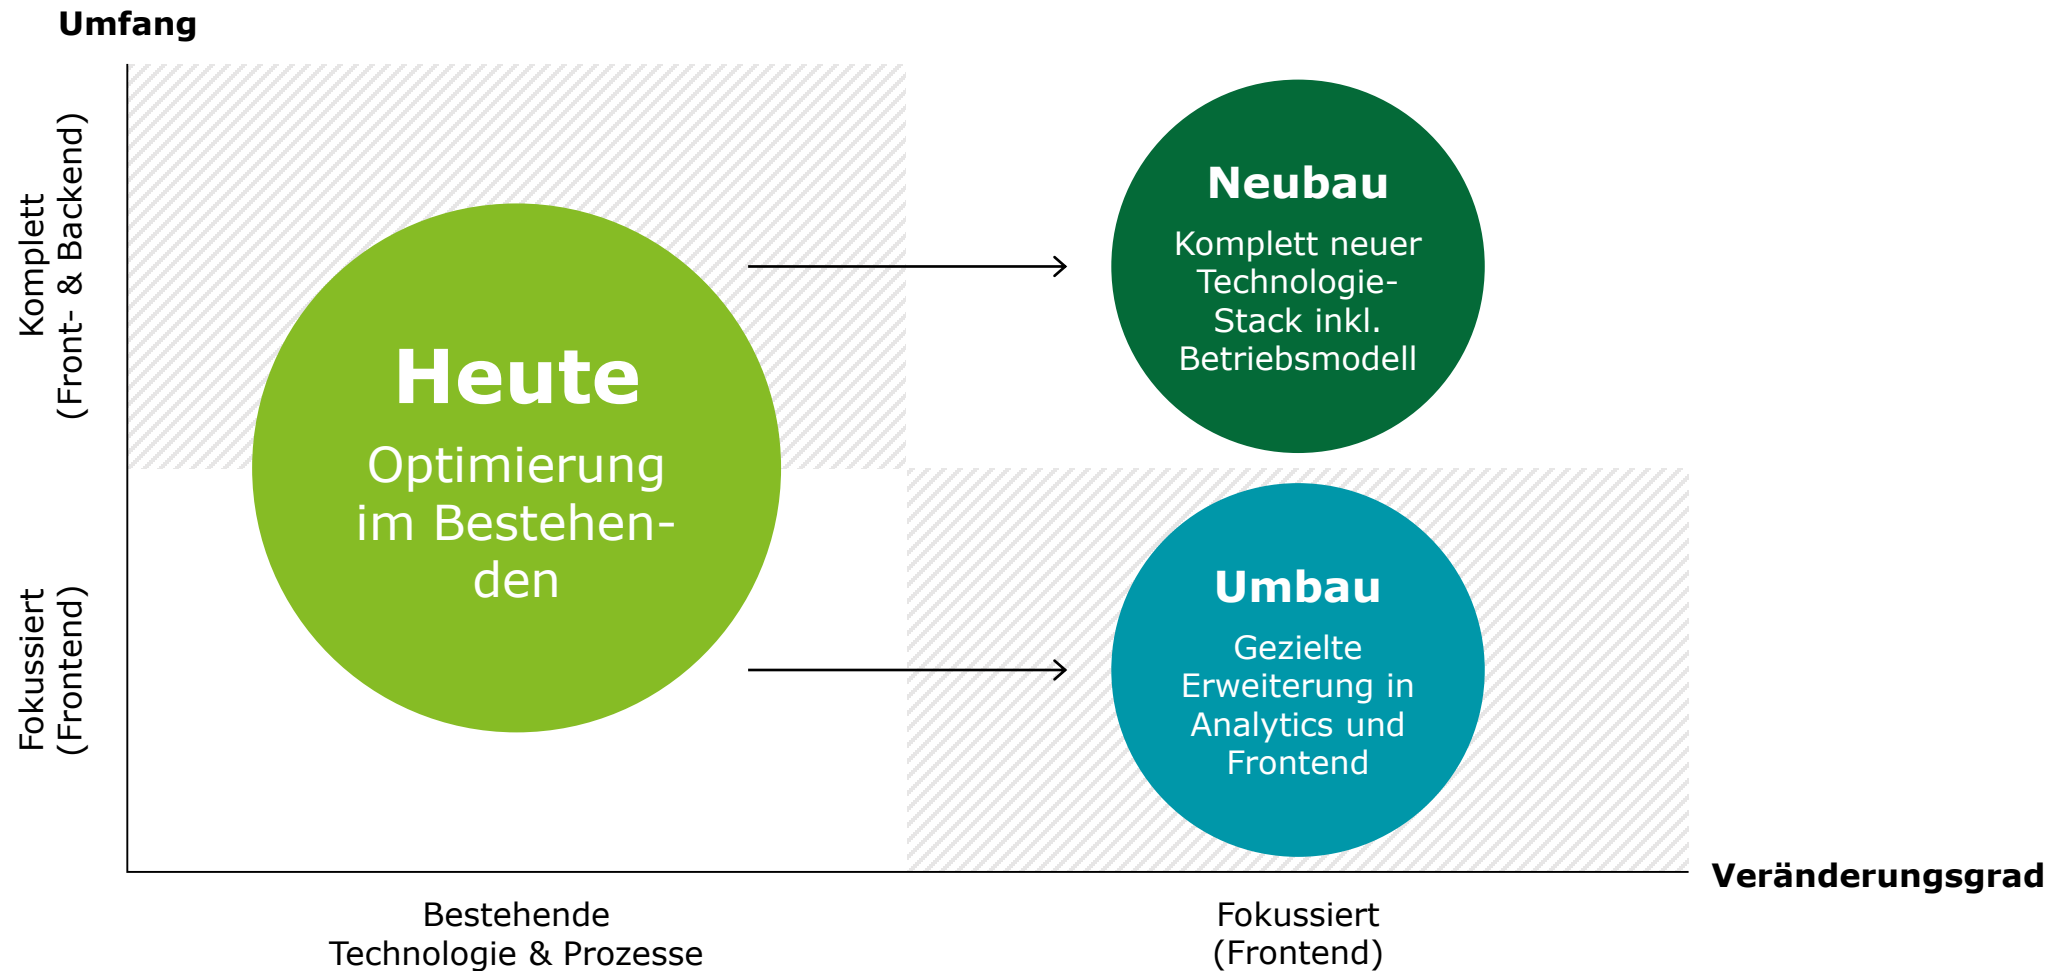 Umfang
Komplett
(Front- & Backend)
Fokussiert
(Frontend)
Heute
Optimierung
im Bestehen-
den
Neubau
Komplett neuer
Technologie-
Stack inkl.
Betriebsmodell
Umbau
Gezielte
Erweiterung in
Analytics und
Frontend
Veränderungsgrad
Bestehende
Technologie & Prozesse
Fokussiert
(Frontend)